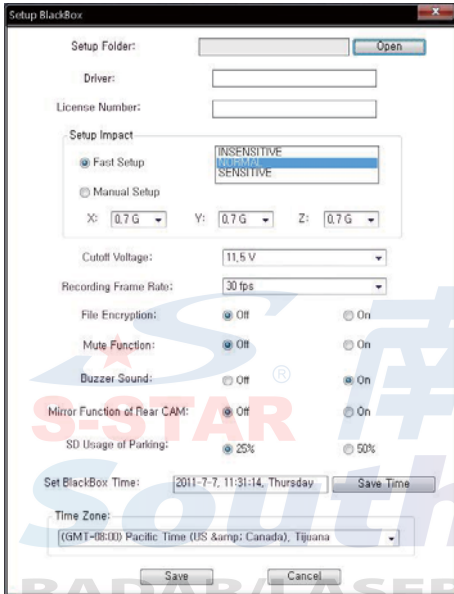 Setup BlackBox
Setup Folder: Open
Driver:
License Number:
Setup Impact
INSENSITIVE
Fast Setup NORMAL
SENSITIVE
Manual Setup
X: 0,7 G Y: 0,7 G Z: 0,7 G
Cutoff Voltage: 11,5 V
Recording Frame Rate: 30 fps
File Encryption: Off On
Mute Function: Off On
Buzzer Sound: Off On
®
Mirror Function of Rear CAM: Off On
S-STAR
SD Usage of Parking: 25% 50%
Set BlackBox Time: 2011-7-7, 11:31:14, Thursday Save Time
South
Time Zone:
(GMT-08:00) Pacific Time (US &amp; Canada), Tijuana
Save Cancel
RADAR/LASER